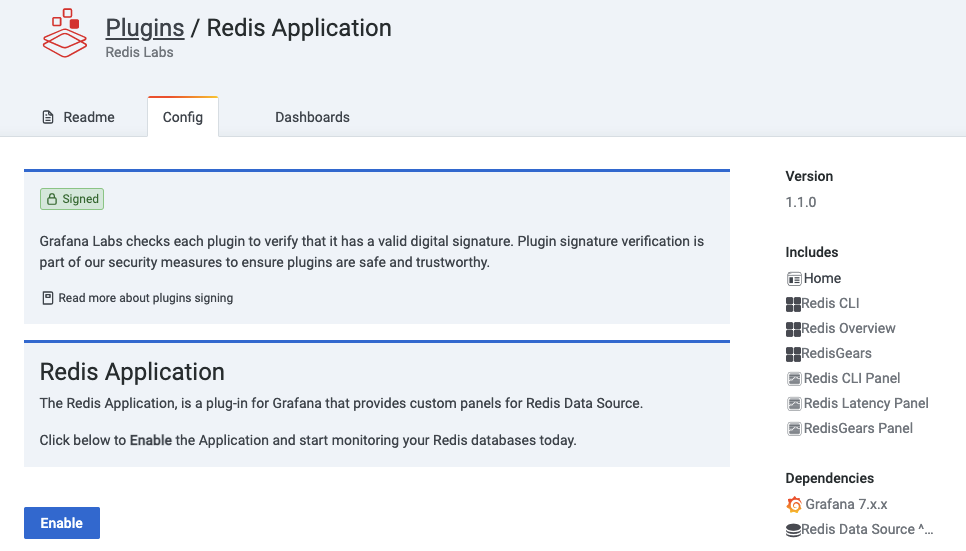 Plugins / Redis Application
Redis Labs
Readme
Config
Dashboards
Signed
Grafana Labs checks each plugin to verify that it has a valid digital signature. Plugin signature verification is
part of our security measures to ensure plugins are safe and trustworthy.
Read more about plugins signing
Redis Application
The Redis Application, is a plug-in for Grafana that provides custom panels for Redis Data Source.
Click below to Enable the Application and start monitoring your Redis databases today.
Enable
Version
1.1.0
Includes
Home
Redis CLI
Redis Overview
RedisGears
Redis CLI Panel
Redis Latency Panel
RedisGears Panel
Dependencies
Grafana 7.x.x
Redis Data Source ^...